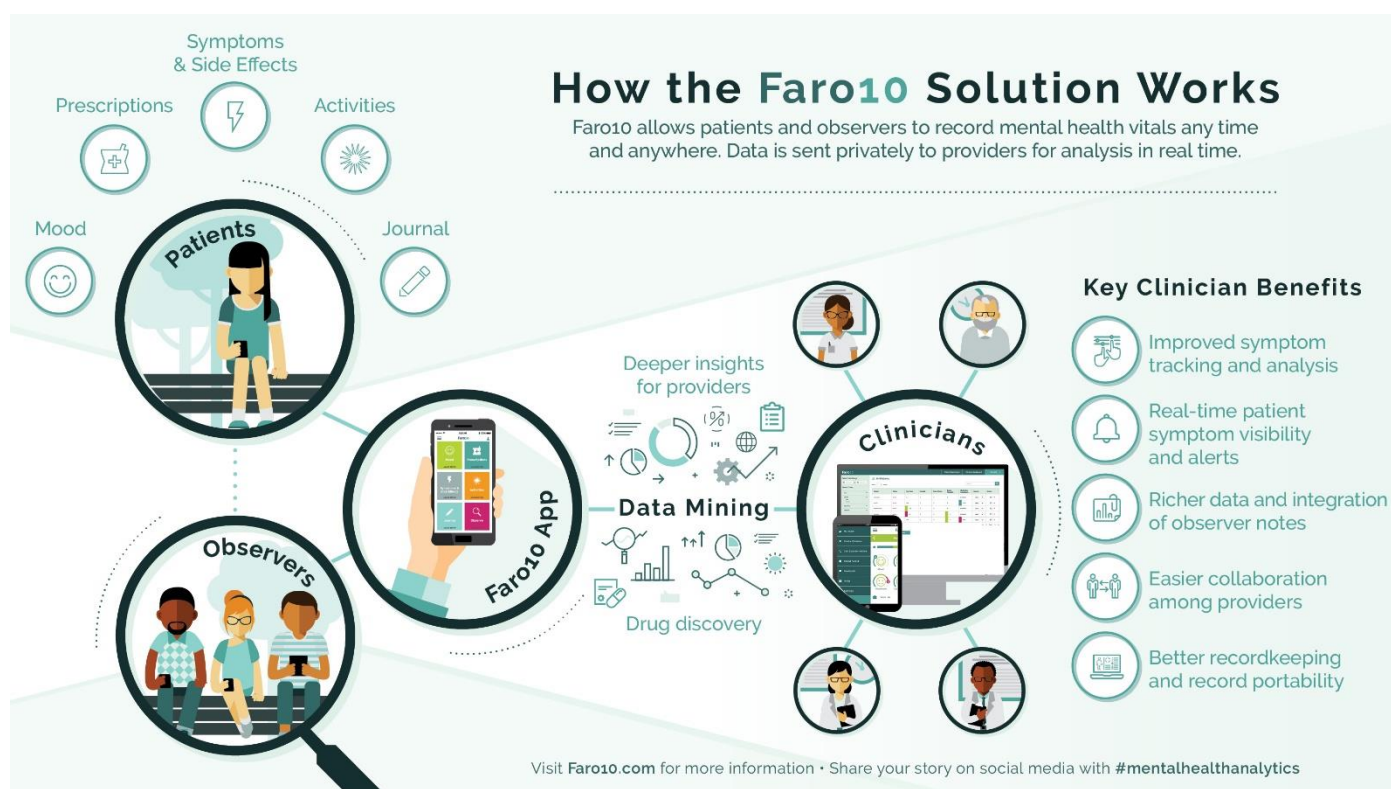 How the Faro10 Solution Works
Faro10 allows patients and observers to record mental health vitals any time
and anywhere. Data is sent privately to providers for analysis in real time.
Symptoms
& Side Effects
Prescriptions
Activities
Mood
Journal
Patients
Observers
Faro10 App
Deeper insights
for providers
Data Mining
Drug discovery
Clinicians
Key Clinician Benefits
Improved symptom
tracking and analysis
Real-time patient
symptom visibility
and alerts
Richer data and integration
of observer notes
Easier collaboration
among providers
Better recordkeeping
and record portability
Visit Faro10.com for more information • Share your story on social media with #mentalhealthanalytics